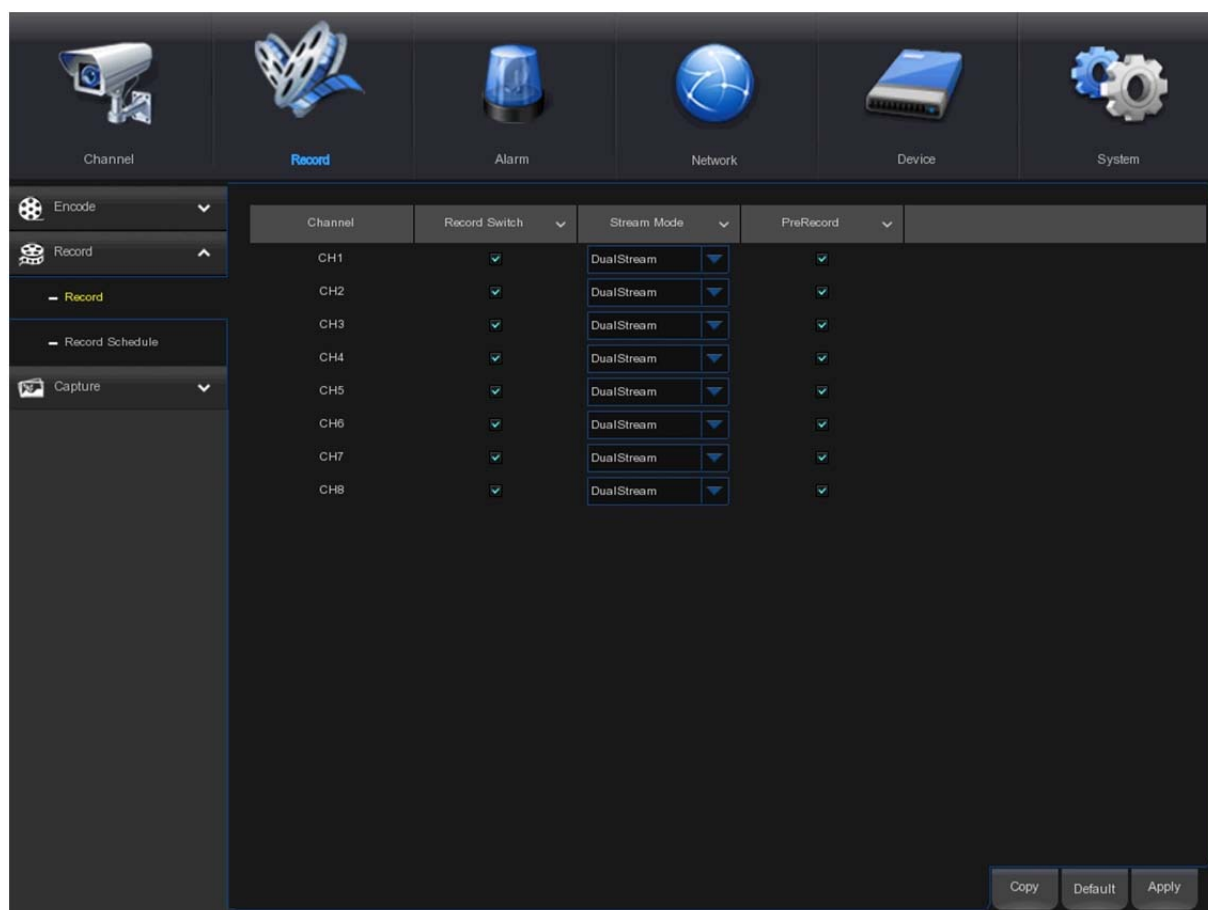 Channel Record Alarm Network Device System
Encode
Record
Record
Record Schedule
Capture
Channel Record Switch Stream Mode PreRecord
CH1 DualStream
CH2 DualStream
CH3 DualStream
CH4 DualStream
CH5 DualStream
CH6 DualStream
CH7 DualStream
CH8 DualStream
Copy Default Apply